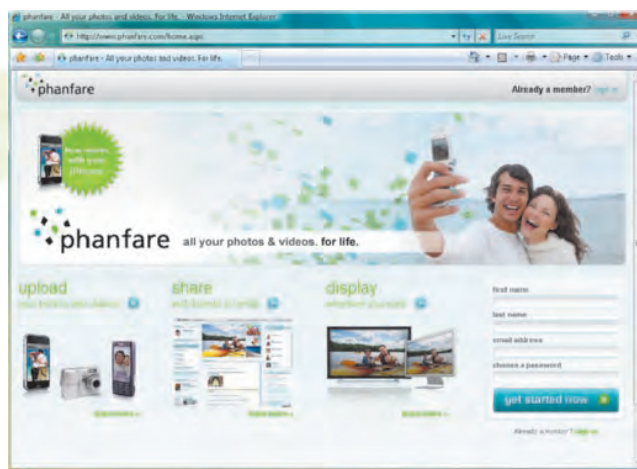 phanfare - All your photos and videos. For life. - Windows Internet Explorer
http://www.phanfare.com/home.aspx
Live Search
phanfare - All your photos and videos. For life.
Page
Tools
phanfare
Already a member?
Now works
with your
iPhone
phanfare all your photos & videos. for life.
upload
share
display
first name
last name
email address
choose a password
get started now
Already a member?